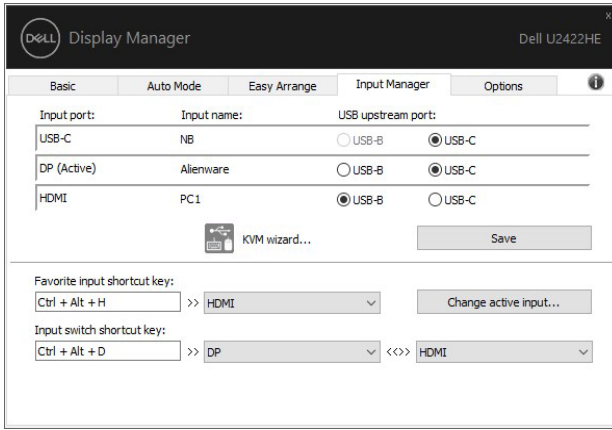 DELL Display Manager Dell U2422HE
Basic Auto Mode Easy Arrange Input Manager Options
Input port: Input name: USB upstream port:
USB-C NB USB-B USB-C
DP (Active) Alienware USB-B USB-C
HDMI PC1 USB-B USB-C
KVM wizard... Save
Favorite input shortcut key:
Ctrl + Alt + H >> HDMI Change active input...
Input switch shortcut key:
Ctrl + Alt + D >> DP <<>> HDMI